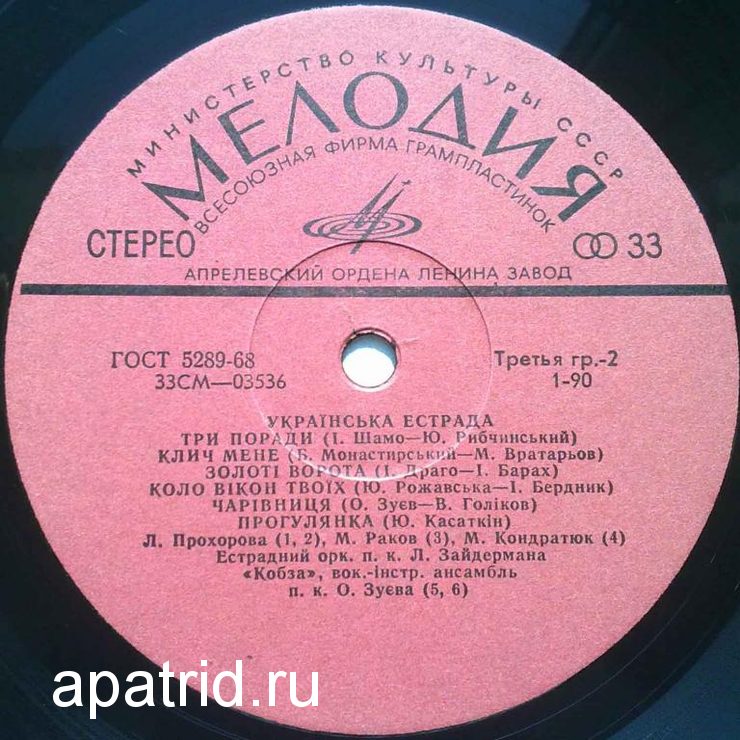 МИНИСТЕРСТВО КУЛЬТУРЫ СССР
МЕЛОДИЯ
ВСЕСОЮЗНАЯ ФИРМА ГРАМПЛАСТИНОК
СТЕРЕО
33
АПРЕЛЕВСКИЙ ОРДЕНА ЛЕНИНА ЗАВОД
ГОСТ 5289-68
Третья гр.-2
33СМ—03536
1-90
УКРАЇНСЬКА ЕСТРАДА
ТРИ ПОРАДИ (І. Шамо—Ю. Рибчинський)
КЛИЧ МЕНЕ (Б. Монастирський—М. Вратарьов)
ЗОЛОТІ ВОРОТА (І. Драго—І. Барах)
КОЛО ВІКОН ТВОЇХ (Ю. Рожавська—І. Бердник)
ЧАРІВНИЦЯ (О. Зуєв—В. Голіков)
ПРОГУЛЯНКА (Ю. Касаткін)
Л. Прохорова (1, 2), М. Раков (3), М. Кондратюк (4)
Естрадний орк. п. к. Л. Зайдермана
«Кобза», вок.-інстр. ансамбль
п. к. О. Зуєва (5, 6)
apatrid.ru